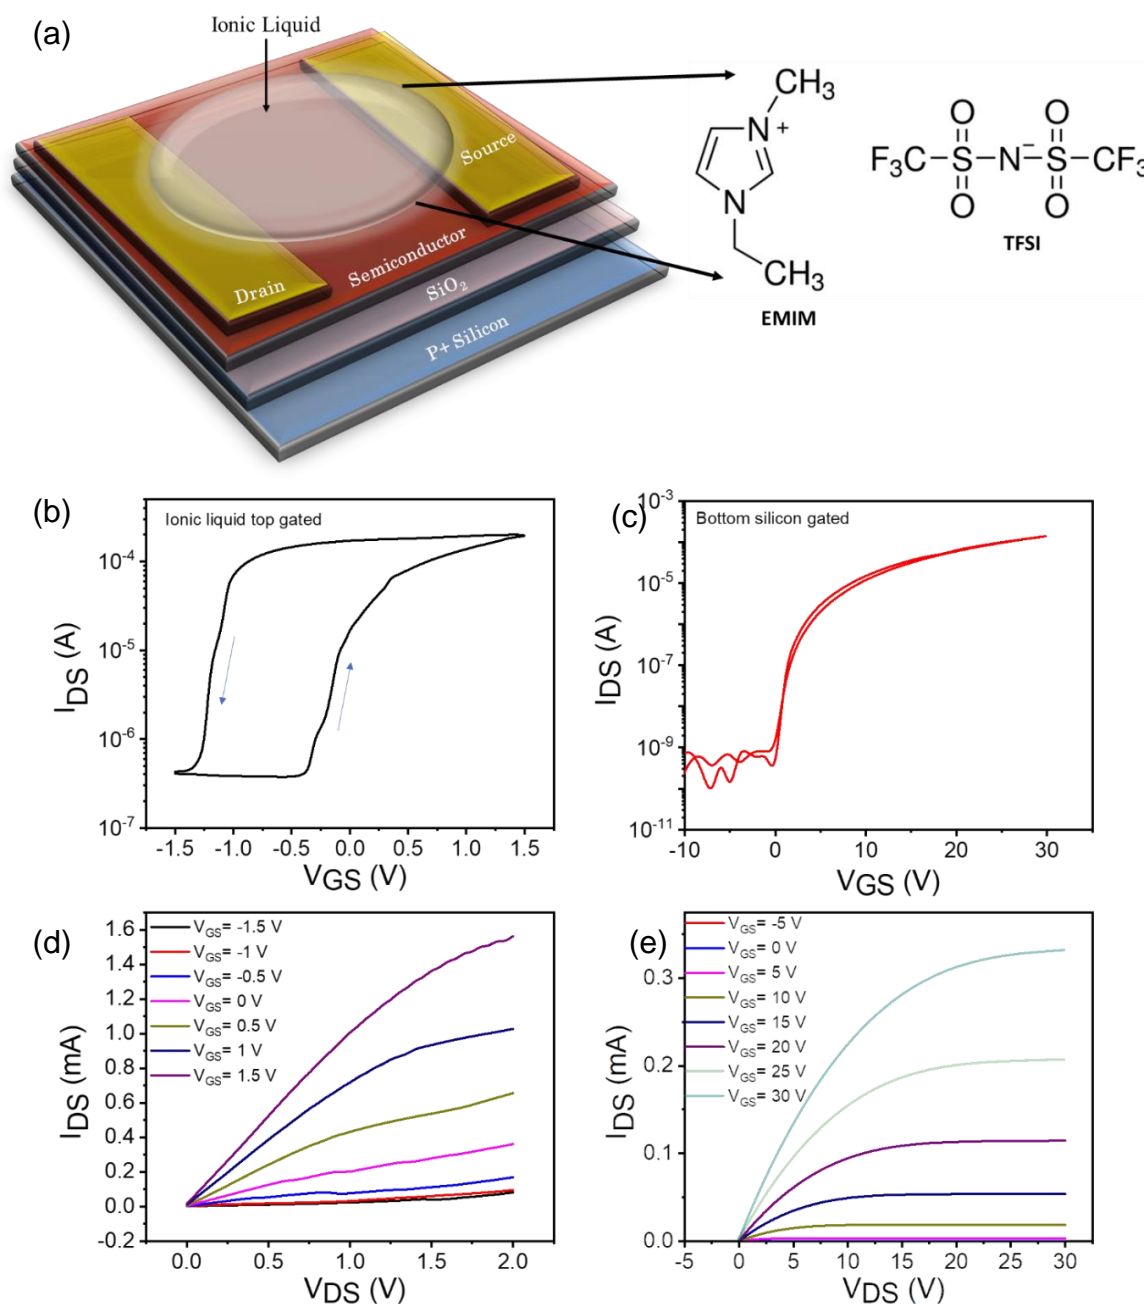 (a)
Ionic Liquid
Source
Semiconductor
Drain
SiO2
P+ Silicon
CH3
N
+
N
CH3
EMIM
O O
F3C S N− S CF3
O O
TFSI
(b)
Ionic liquid top gated
10-4
10-5
10-6
10-7
IDS (A)
-1.5 -1.0 -0.5 0.0 0.5 1.0 1.5
VGS (V)
(c)
Bottom silicon gated
10-3
10-5
10-7
10-9
10-11
IDS (A)
-10 0 10 20 30
VGS (V)
(d)
VGS= -1.5 V
VGS= -1 V
VGS= -0.5 V
VGS= 0 V
VGS= 0.5 V
VGS= 1 V
VGS= 1.5 V
1.6
1.4
1.2
1.0
0.8
0.6
0.4
0.2
0.0
-0.2
IDS (mA)
0.0 0.5 1.0 1.5 2.0
VDS (V)
(e)
VGS= -5 V
VGS= 0 V
VGS= 5 V
VGS= 10 V
VGS= 15 V
VGS= 20 V
VGS= 25 V
VGS= 30 V
0.3
0.2
0.1
0.0
IDS (mA)
-5 0 5 10 15 20 25 30
VDS (V)